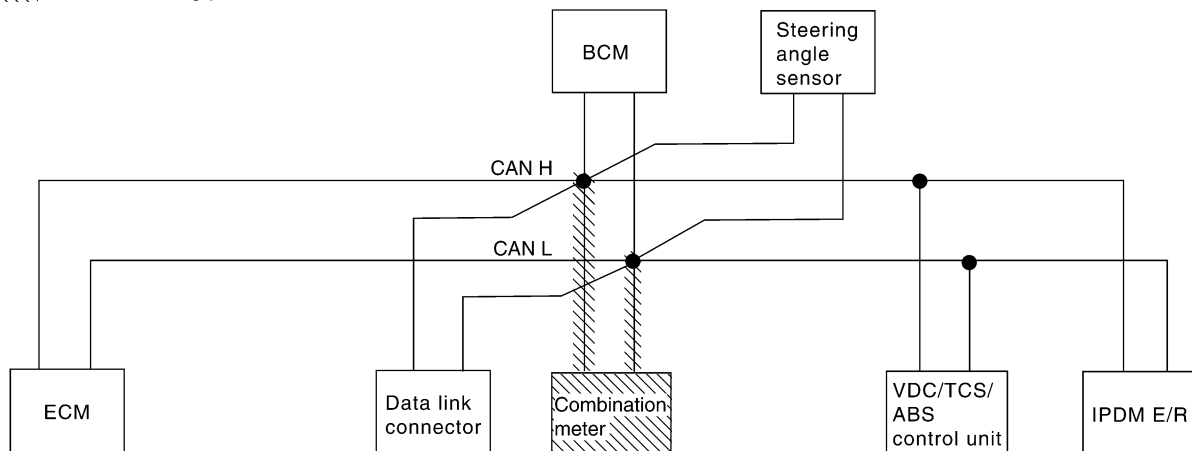 BCM
Steering
angle
sensor
CAN H
CAN L
ECM
Data link
connector
Combination
meter
VDC/TCS/
ABS
control unit
IPDM E/R